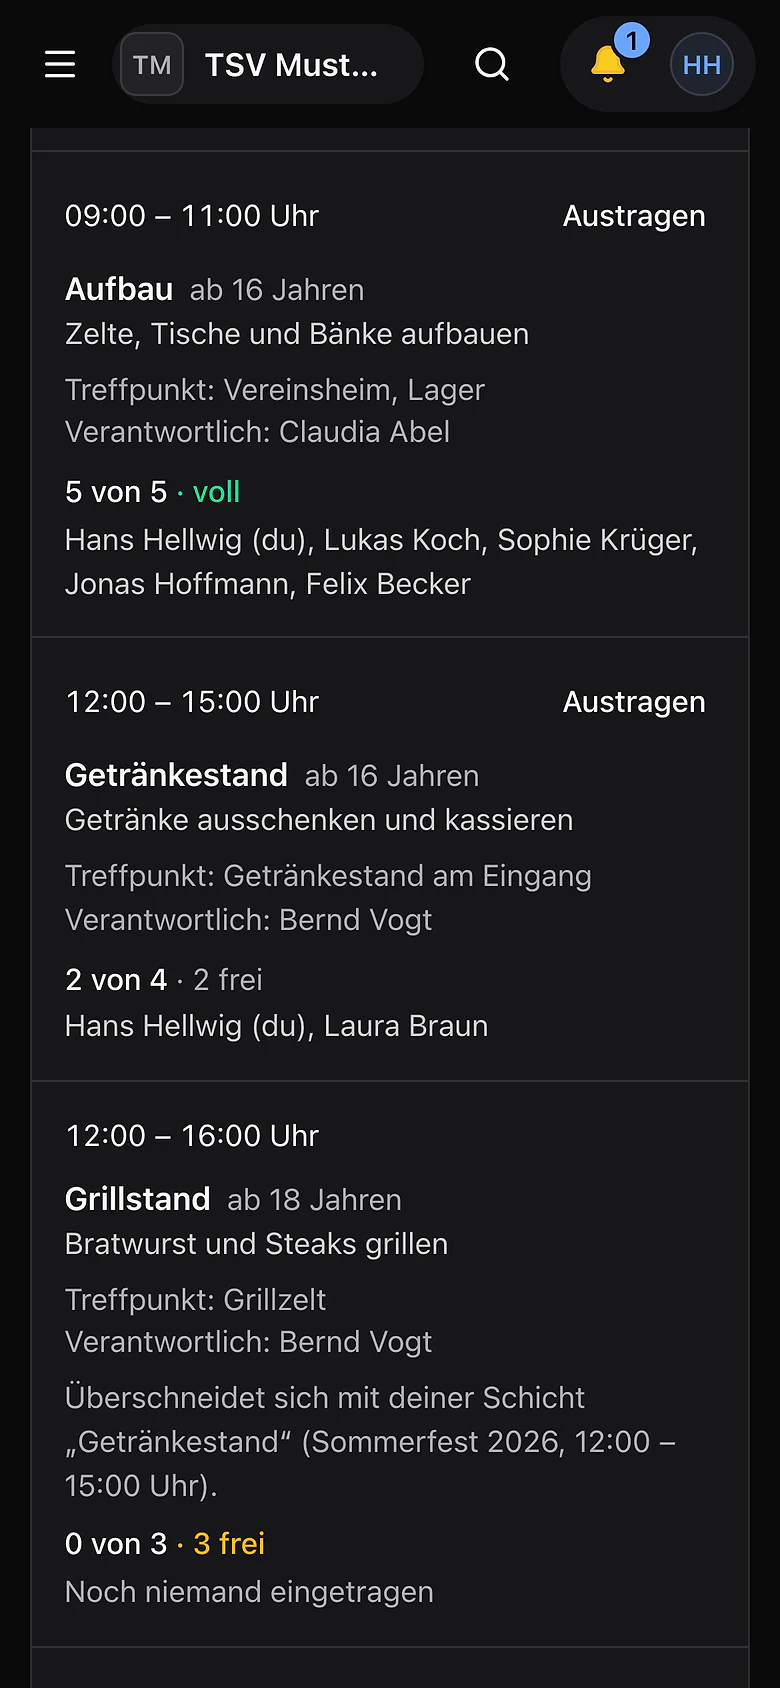 TM TSV Must... 1 HH
09:00 – 11:00 Uhr Austragen
Aufbau ab 16 Jahren
Zelte, Tische und Bänke aufbauen
Treffpunkt: Vereinsheim, Lager
Verantwortlich: Claudia Abel
5 von 5 · voll
Hans Hellwig (du), Lukas Koch, Sophie Krüger,
Jonas Hoffmann, Felix Becker
12:00 – 15:00 Uhr Austragen
Getränkestand ab 16 Jahren
Getränke ausschenken und kassieren
Treffpunkt: Getränkestand am Eingang
Verantwortlich: Bernd Vogt
2 von 4 · 2 frei
Hans Hellwig (du), Laura Braun
12:00 – 16:00 Uhr
Grillstand ab 18 Jahren
Bratwurst und Steaks grillen
Treffpunkt: Grillzelt
Verantwortlich: Bernd Vogt
Überschneidet sich mit deiner Schicht
„Getränkestand“ (Sommerfest 2026, 12:00 –
15:00 Uhr).
0 von 3 · 3 frei
Noch niemand eingetragen